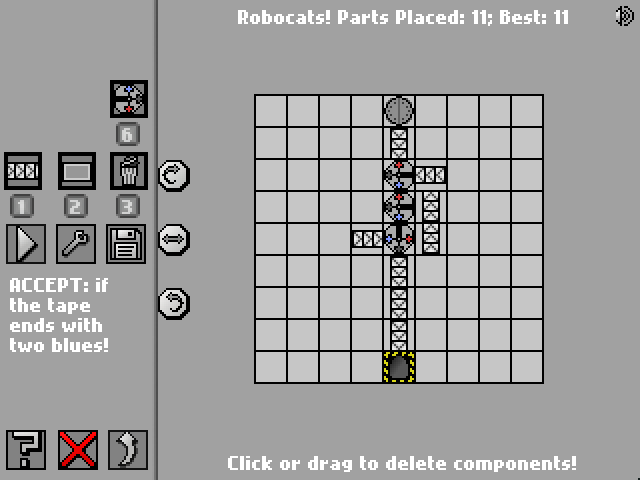 Robocats! Parts Placed: 11; Best: 11
6
1
2
3
ACCEPT: if
the tape
ends with
two blues!
?
Click or drag to delete components!